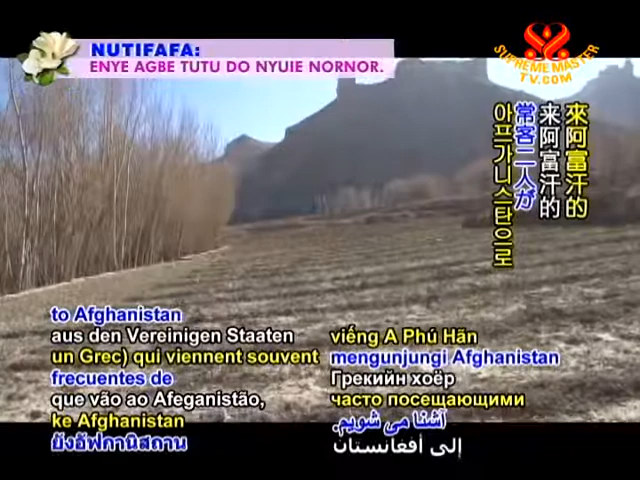 NUTIFAFA:
ENYE AGBE TUTU DO NYUIE NORNOR.
SUPREME MASTER
TV.COM
來阿富汗的
来阿富汗的
常客二人が
아프가니스탄으로
to Afghanistan
aus den Vereinigen Staaten
un Grec) qui viennent souvent
frecuentes de
que vão ao Afeganistão,
ke Afghanistan
ยังอัฟกานิสถาน
viếng A Phú Hãn
mengunjungi Afghanistan
Грекийн хоёр
часто посещающими
آشنا می شویم.
إلى أفغانستان